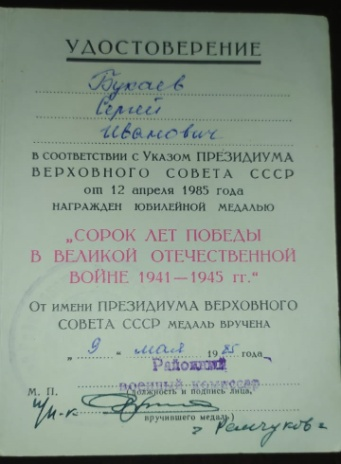 УДОСТОВЕРЕНИЕ
Букаев
Сергей
Иванович
В СООТВЕТСТВИИ С УКАЗОМ ПРЕЗИДИУМА
ВЕРХОВНОГО СОВЕТА СССР
от 12 апреля 1985 года
НАГРАЖДЕН ЮБИЛЕЙНОЙ МЕДАЛЬЮ
„СОРОК ЛЕТ ПОБЕДЫ
В ВЕЛИКОЙ ОТЕЧЕСТВЕННОЙ
ВОЙНЕ 1941—1945 гг."
ОТ ИМЕНИ ПРЕЗИДИУМА ВЕРХОВНОГО
СОВЕТА СССР МЕДАЛЬ ВРУЧЕНА
„ 9 " мая 1985 года
Районный
военный комиссар
М. П. (должность и подпись лица,
п/п-к
вручившего медаль)